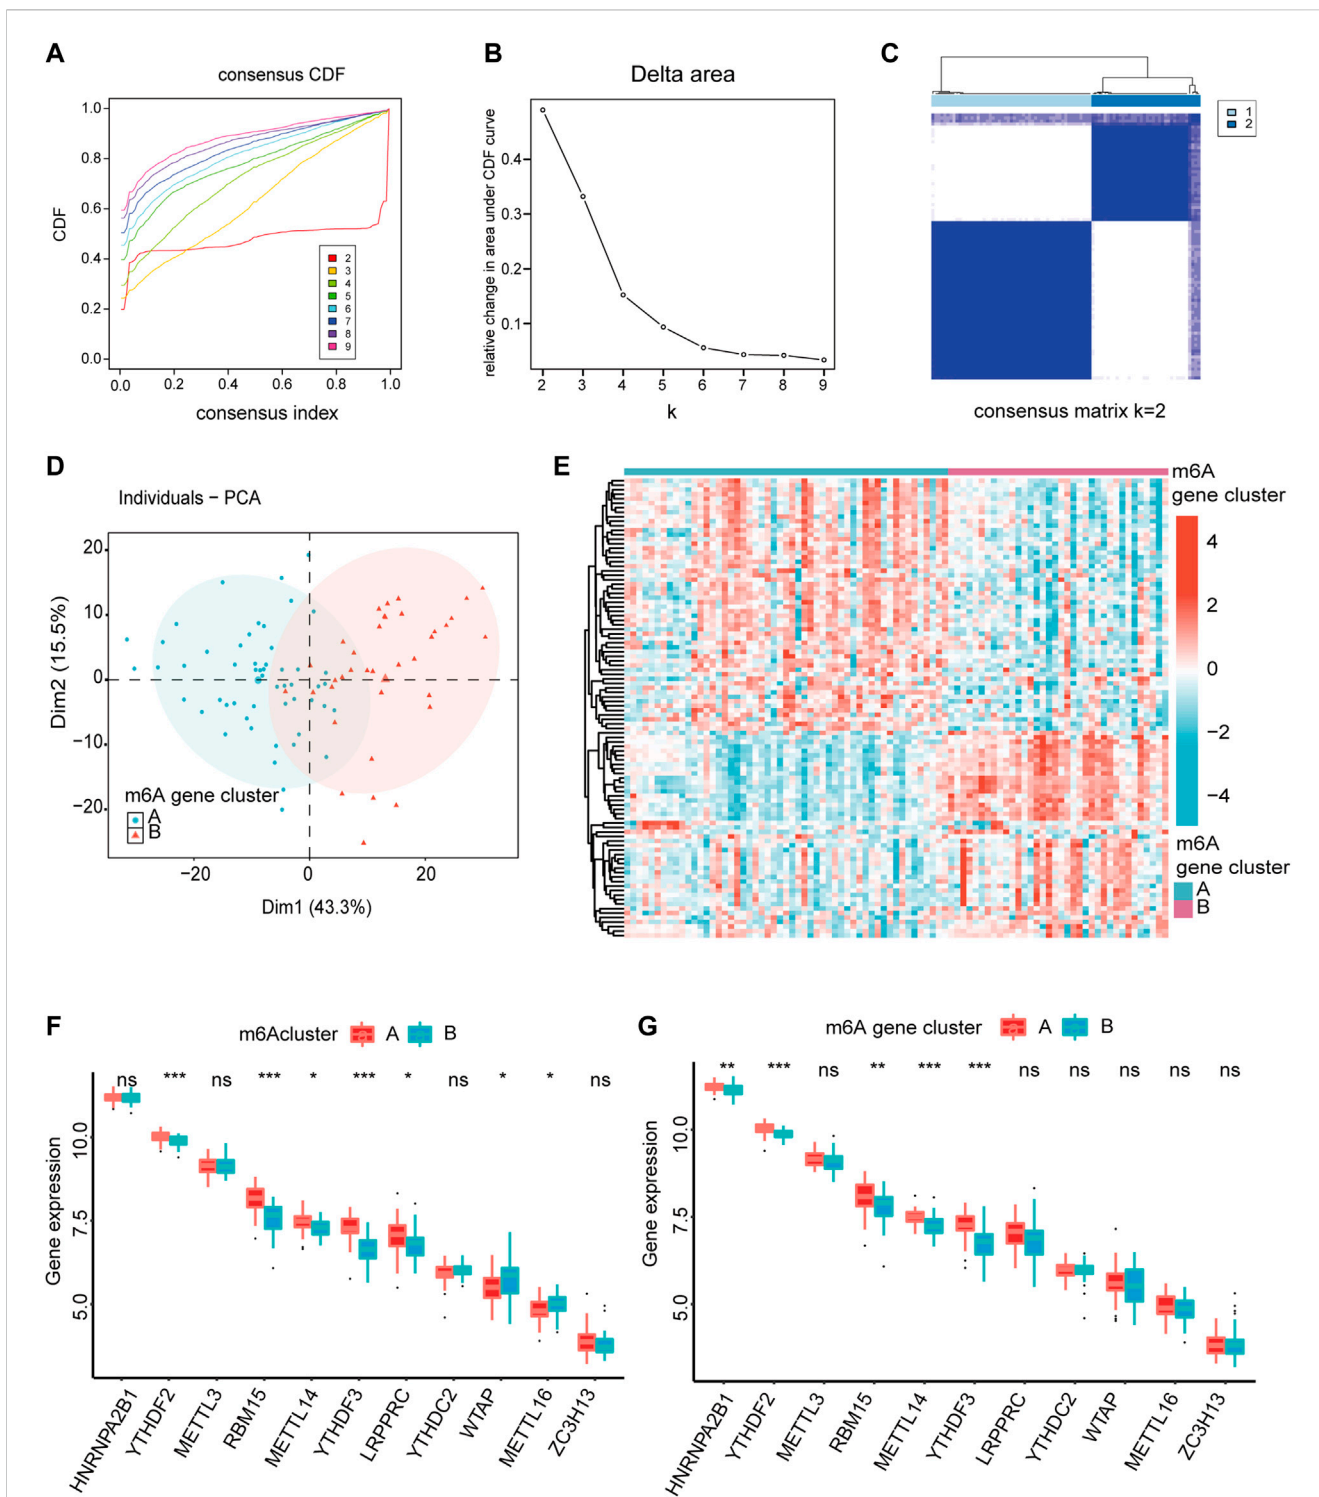 A
consensus CDF
CDF
1.0
0.8
0.6
0.4
0.2
0.0
2
3
4
5
6
7
8
9
0.0 0.2 0.4 0.6 0.8 1.0
consensus index
B
Delta area
relative change in area under CDF curve
0.4
0.3
0.2
0.1
2 3 4 5 6 7 8 9
k
C
1
2
consensus matrix k=2
D
Individuals − PCA
Dim2 (15.5%)
20
10
0
−10
−20
m6A gene cluster
A
B
−20 0 20
Dim1 (43.3%)
E
m6A
gene cluster
4
2
0
−2
−4
m6A
gene cluster
A
B
F
m6Acluster A B
ns *** ns *** * *** * ns * * ns
Gene expression
10.0
7.5
5.0
HNRNPA2B1
YTHDF2
METTL3
RBM15
METTL14
YTHDF3
LRPPRC
YTHDC2
WTAP
METTL16
ZC3H13
G
m6A gene cluster A B
** *** ns ** *** *** ns ns ns ns ns
Gene expression
10.0
7.5
5.0
HNRNPA2B1
YTHDF2
METTL3
RBM15
METTL14
YTHDF3
LRPPRC
YTHDC2
WTAP
METTL16
ZC3H13